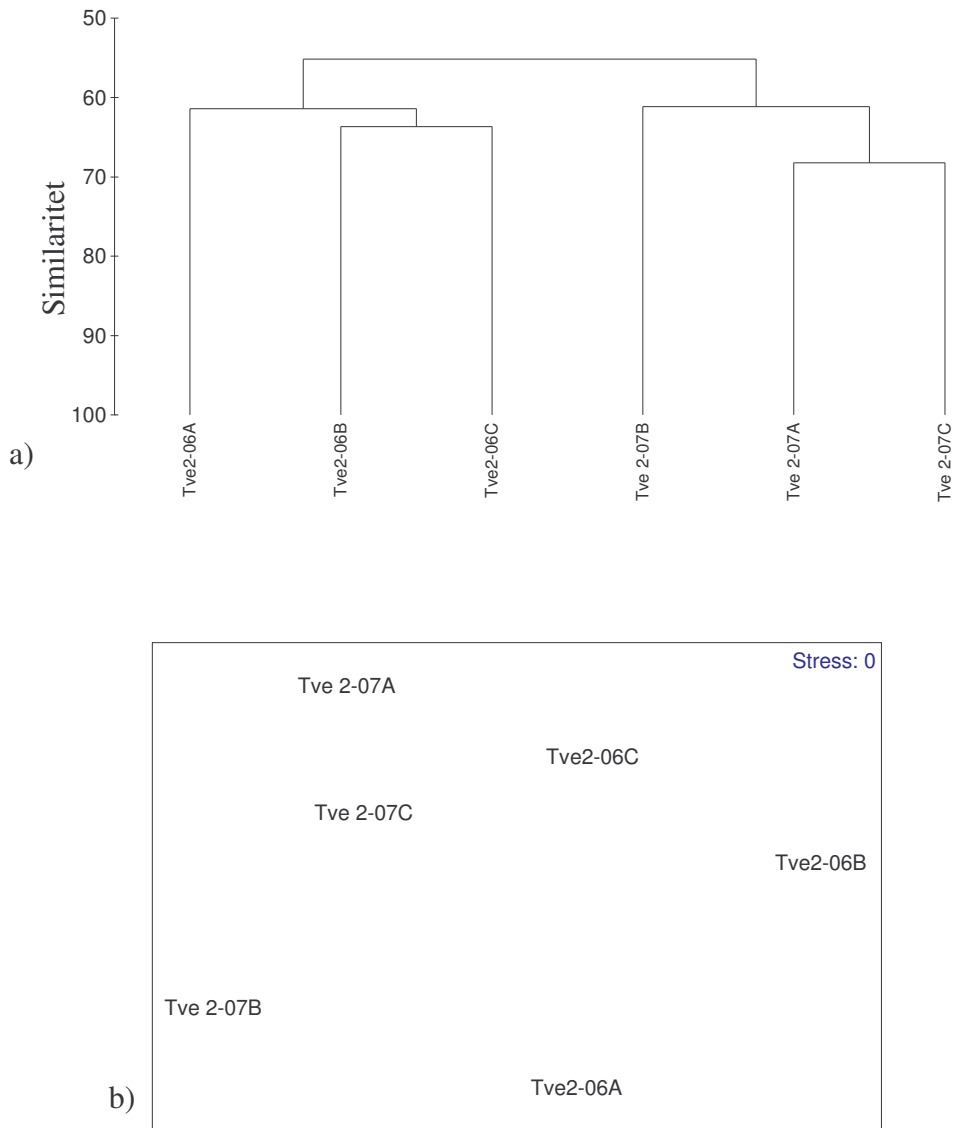 50
60
70
80
90
100
Similaritet
Tve2-06A
Tve2-06B
Tve2-06C
Tve 2-07B
Tve 2-07A
Tve 2-07C
a)
Stress: 0
Tve 2-07A
Tve2-06C
Tve 2-07C
Tve2-06B
Tve 2-07B
Tve2-06A
b)